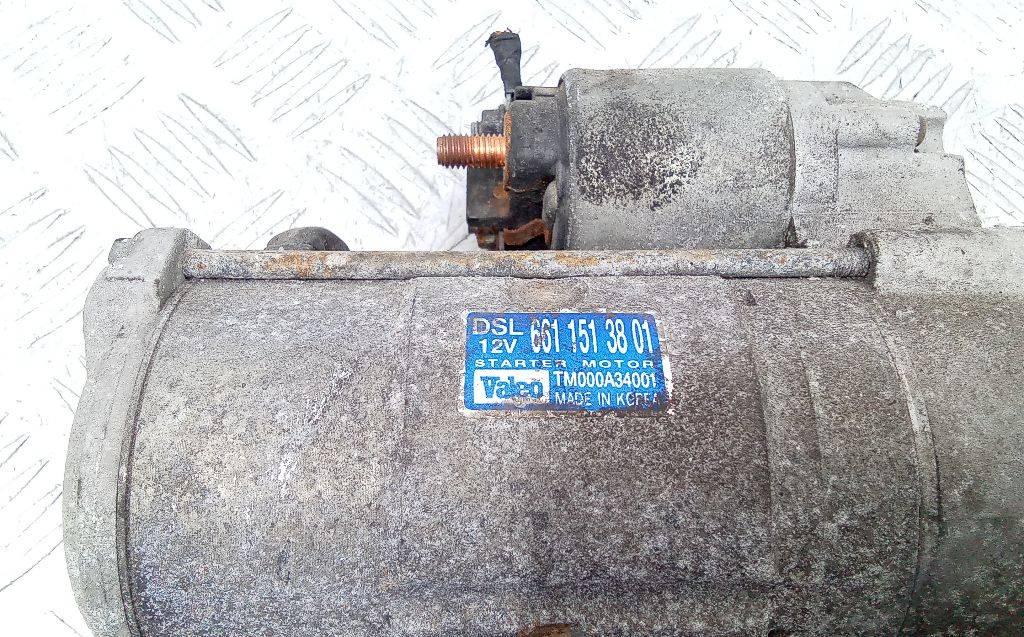 DSL 661 151 38 01
12V
STARTER MOTOR
Valeo TM000A34001
MADE IN KOREA